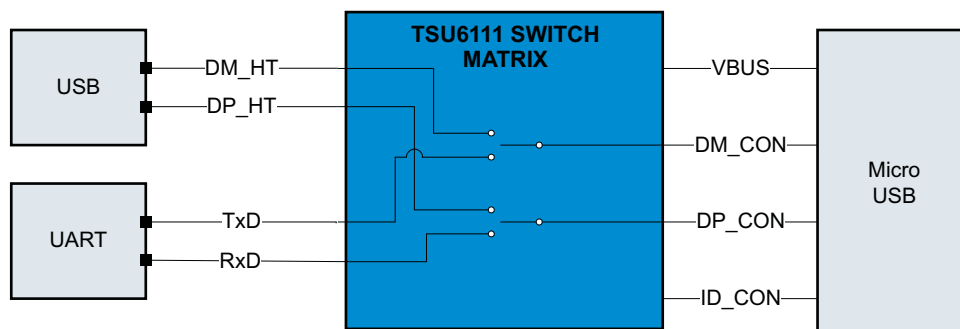 TSU6111 SWITCH
MATRIX
USB
DM_HT
DP_HT
UART
TxD
RxD
VBUS
DM_CON
DP_CON
ID_CON
Micro
USB